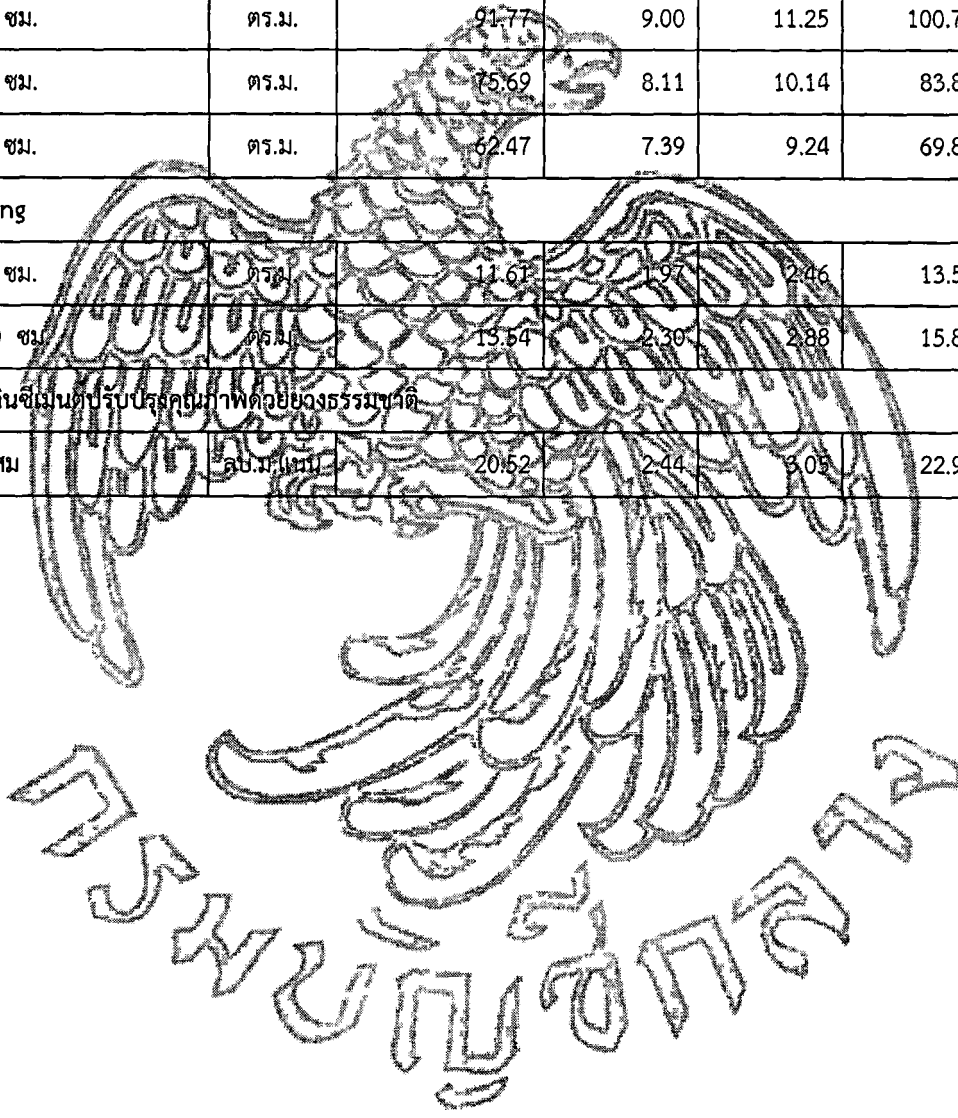 ซม. ตร.ม. 91.77 9.00 11.25 100.7
ซม. ตร.ม. 75.69 8.11 10.14 83.8
ซม. ตร.ม. 62.47 7.39 9.24 69.8
ng
ซม. ตร.ม. 11.61 1.97 2.46 13.5
ซม ตร.ม. 13.54 2.30 2.88 15.8
ดินซีเมนต์ปรับปรุงคุณภาพด้วยยางธรรมชาติ
สม ลบ.ม.แน่น 20.52 2.44 3.05 22.9
กรมบัญชีกลาง